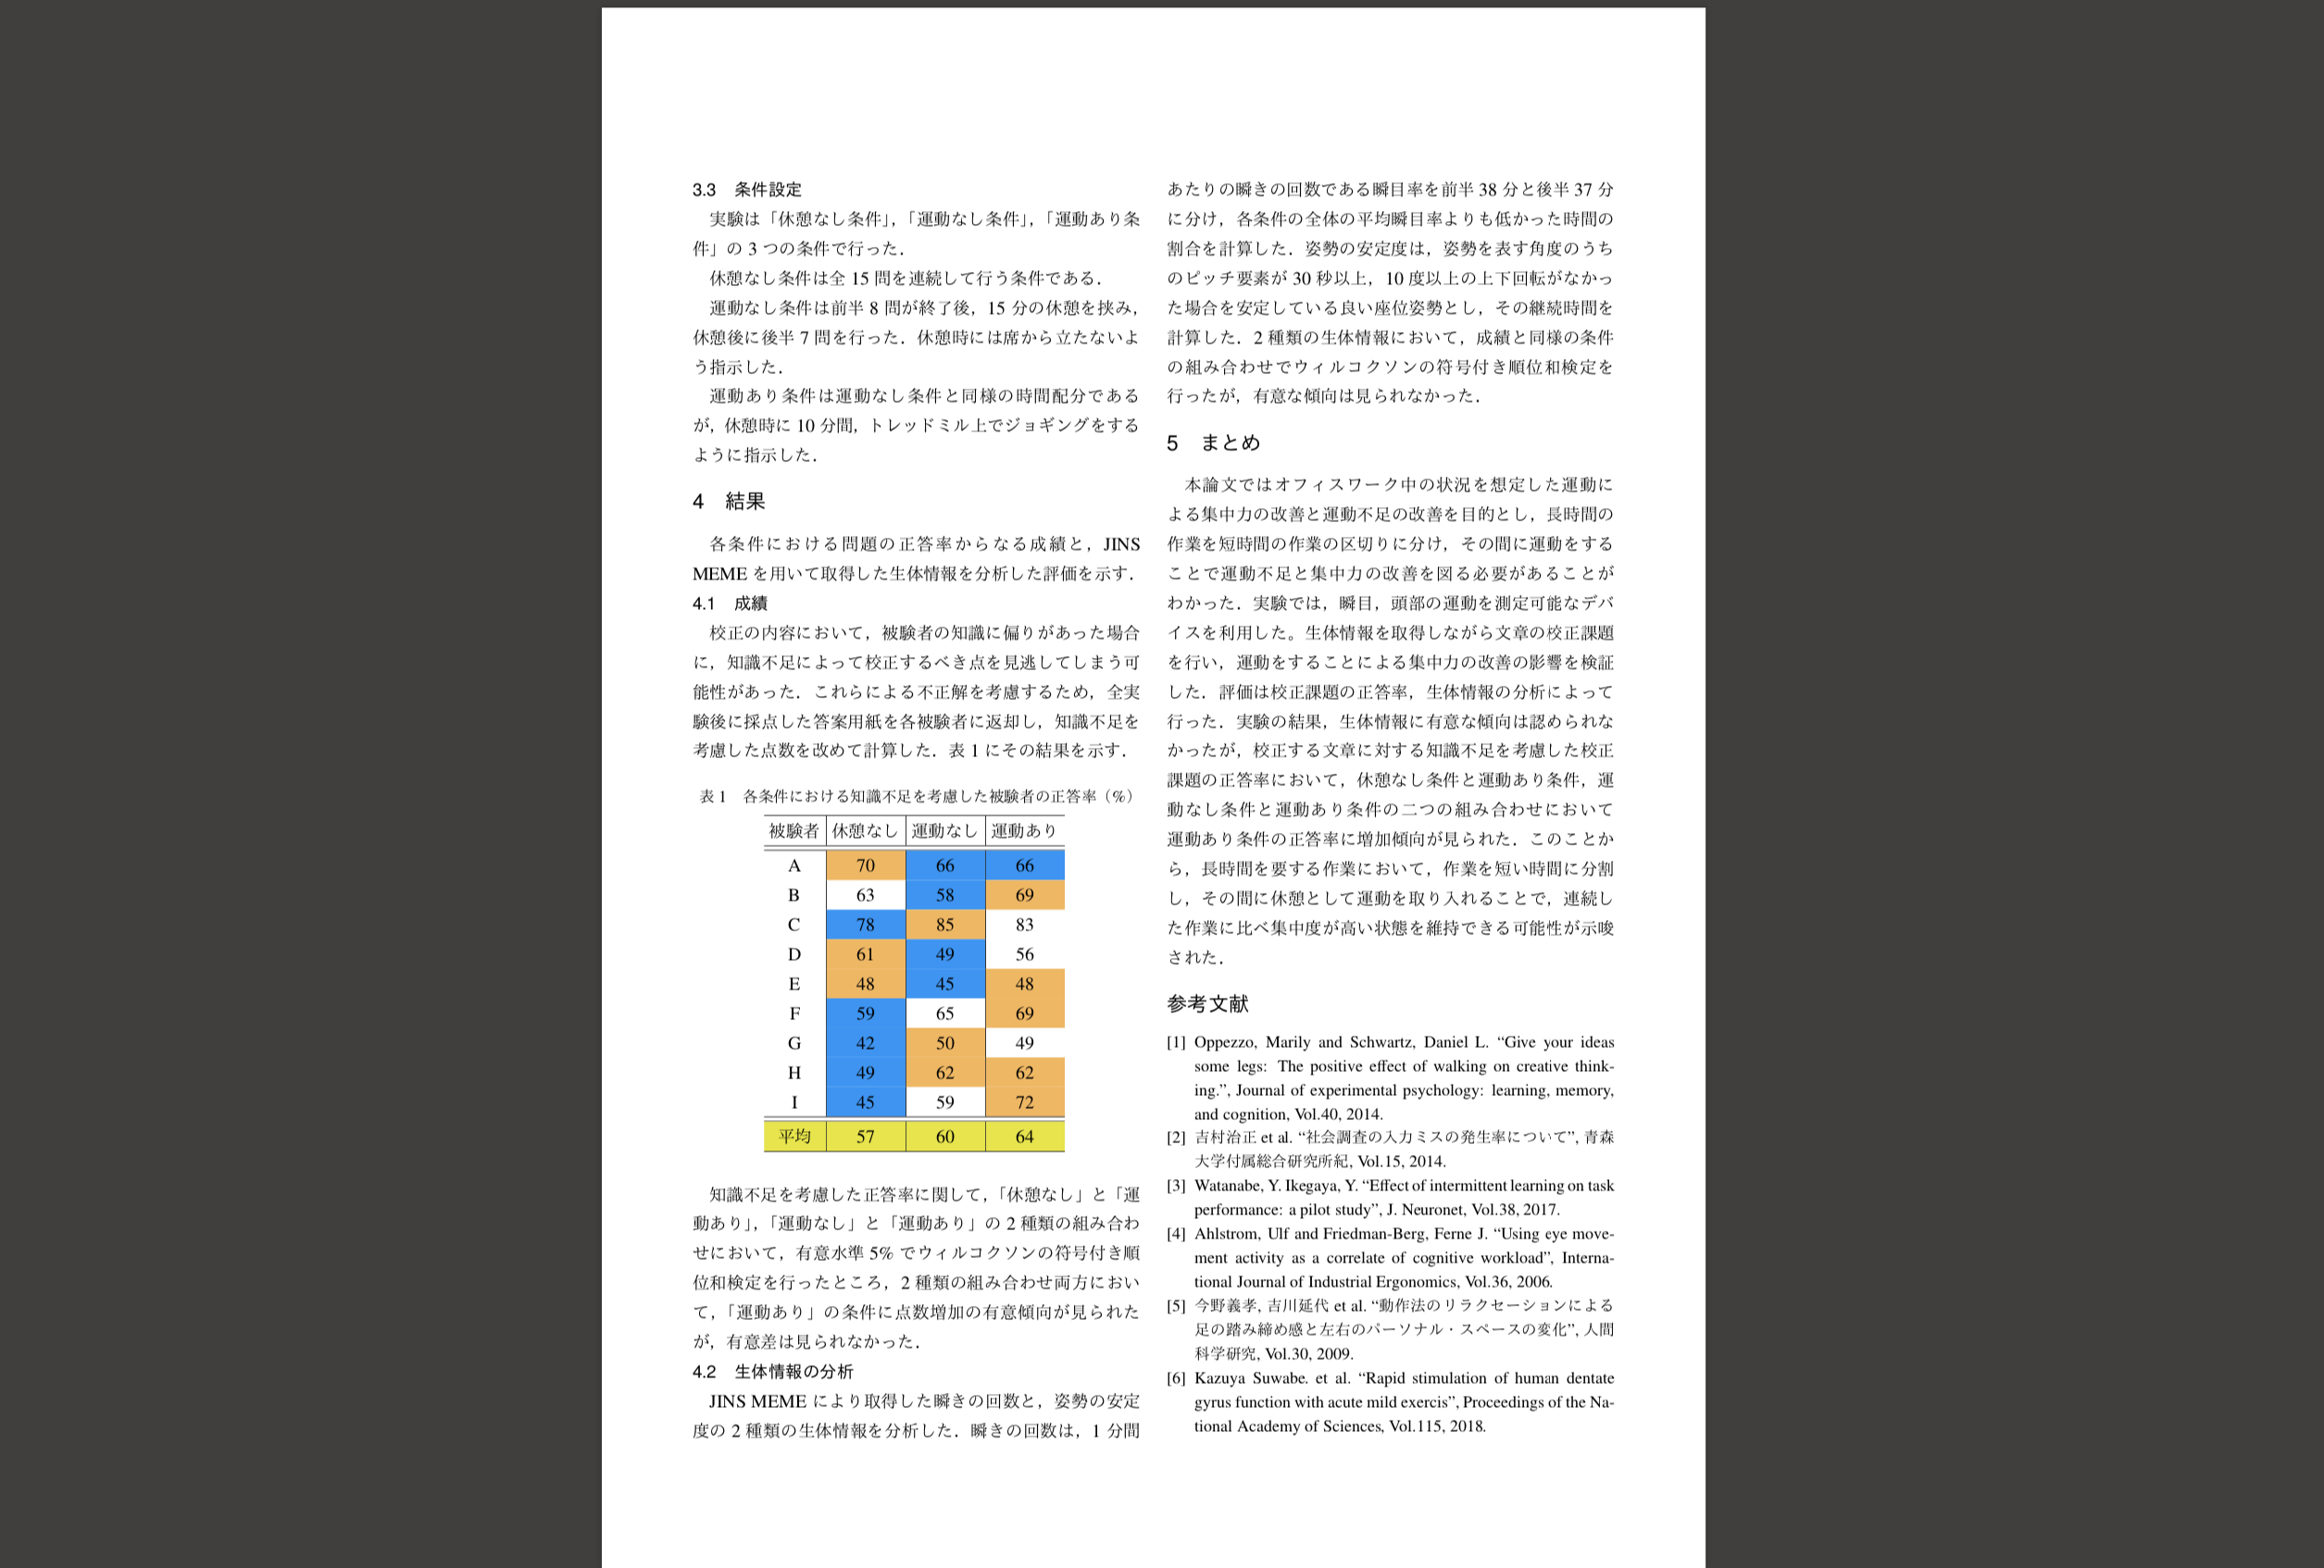 3.3 条件設定
実験は「休憩なし条件」,「運動なし条件」,「運動あり条
件」の 3 つの条件で行った.
休憩なし条件は全 15 問を連続して行う条件である.
運動なし条件は前半 8 問が終了後, 15 分の休憩を挟み,
休憩後に後半 7 問を行った. 休憩時には席から立たないよ
う指示した.
運動あり条件は運動なし条件と同様の時間配分である
が, 休憩時に 10 分間, トレッドミル上でジョギングをする
ように指示した.
4 結果
各条件における問題の正答率からなる成績と, JINS
MEME を用いて取得した生体情報を分析した評価を示す.
4.1 成績
校正の内容において, 被験者の知識に偏りがあった場合
に, 知識不足によって校正するべき点を見逃してしまう可
能性があった. これらによる不正解を考慮するため, 全実
験後に採点した答案用紙を各被験者に返却し, 知識不足を
考慮した点数を改めて計算した. 表 1 にその結果を示す.
表 1 各条件における知識不足を考慮した被験者の正答率（%）
被験者 休憩なし 運動なし 運動あり
A 70 66 66
B 63 58 69
C 78 85 83
D 61 49 56
E 48 45 48
F 59 65 69
G 42 50 49
H 49 62 62
I 45 59 72
平均 57 60 64
知識不足を考慮した正答率に関して,「休憩なし」と「運
動あり」,「運動なし」と「運動あり」の 2 種類の組み合わ
せにおいて, 有意水準 5% でウィルコクソンの符号付き順
位和検定を行ったところ, 2 種類の組み合わせ両方におい
て,「運動あり」の条件に点数増加の有意傾向が見られた
が, 有意差は見られなかった.
4.2 生体情報の分析
JINS MEME により取得した瞬きの回数と, 姿勢の安定
度の 2 種類の生体情報を分析した. 瞬きの回数は, 1 分間
あたりの瞬きの回数である瞬目率を前半 38 分と後半 37 分
に分け, 各条件の全体の平均瞬目率よりも低かった時間の
割合を計算した. 姿勢の安定度は, 姿勢を表す角度のうち
のピッチ要素が 30 秒以上, 10 度以上の上下回転がなかっ
た場合を安定している良い座位姿勢とし, その継続時間を
計算した. 2 種類の生体情報において, 成績と同様の条件
の組み合わせでウィルコクソンの符号付き順位和検定を
行ったが, 有意な傾向は見られなかった.
5 まとめ
本論文ではオフィスワーク中の状況を想定した運動に
よる集中力の改善と運動不足の改善を目的とし, 長時間の
作業を短時間の作業の区切りに分け, その間に運動をする
ことで運動不足と集中力の改善を図る必要があることが
わかった. 実験では, 瞬目, 頭部の運動を測定可能なデバ
イスを利用した。生体情報を取得しながら文章の校正課題
を行い, 運動をすることによる集中力の改善の影響を検証
した. 評価は校正課題の正答率, 生体情報の分析によって
行った. 実験の結果, 生体情報に有意な傾向は認められな
かったが, 校正する文章に対する知識不足を考慮した校正
課題の正答率において, 休憩なし条件と運動あり条件, 運
動なし条件と運動あり条件の二つの組み合わせにおいて
運動あり条件の正答率に増加傾向が見られた. このことか
ら, 長時間を要する作業において, 作業を短い時間に分割
し, その間に休憩として運動を取り入れることで, 連続し
た作業に比べ集中度が高い状態を維持できる可能性が示唆
された.
参考文献
[1] Oppezzo, Marily and Schwartz, Daniel L. “Give your ideas
some legs: The positive effect of walking on creative think-
ing.”, Journal of experimental psychology: learning, memory,
and cognition, Vol.40, 2014.
[2] 吉村治正 et al. “社会調査の入力ミスの発生率について”, 青森
大学付属総合研究所紀, Vol.15, 2014.
[3] Watanabe, Y. Ikegaya, Y. “Effect of intermittent learning on task
performance: a pilot study”, J. Neuronet, Vol.38, 2017.
[4] Ahlstrom, Ulf and Friedman-Berg, Ferne J. “Using eye move-
ment activity as a correlate of cognitive workload”, Interna-
tional Journal of Industrial Ergonomics, Vol.36, 2006.
[5] 今野義孝, 吉川延代 et al. “動作法のリラクセーションによる
足の踏み締め感と左右のパーソナル・スペースの変化”, 人間
科学研究, Vol.30, 2009.
[6] Kazuya Suwabe. et al. “Rapid stimulation of human dentate
gyrus function with acute mild exercis”, Proceedings of the Na-
tional Academy of Sciences, Vol.115, 2018.